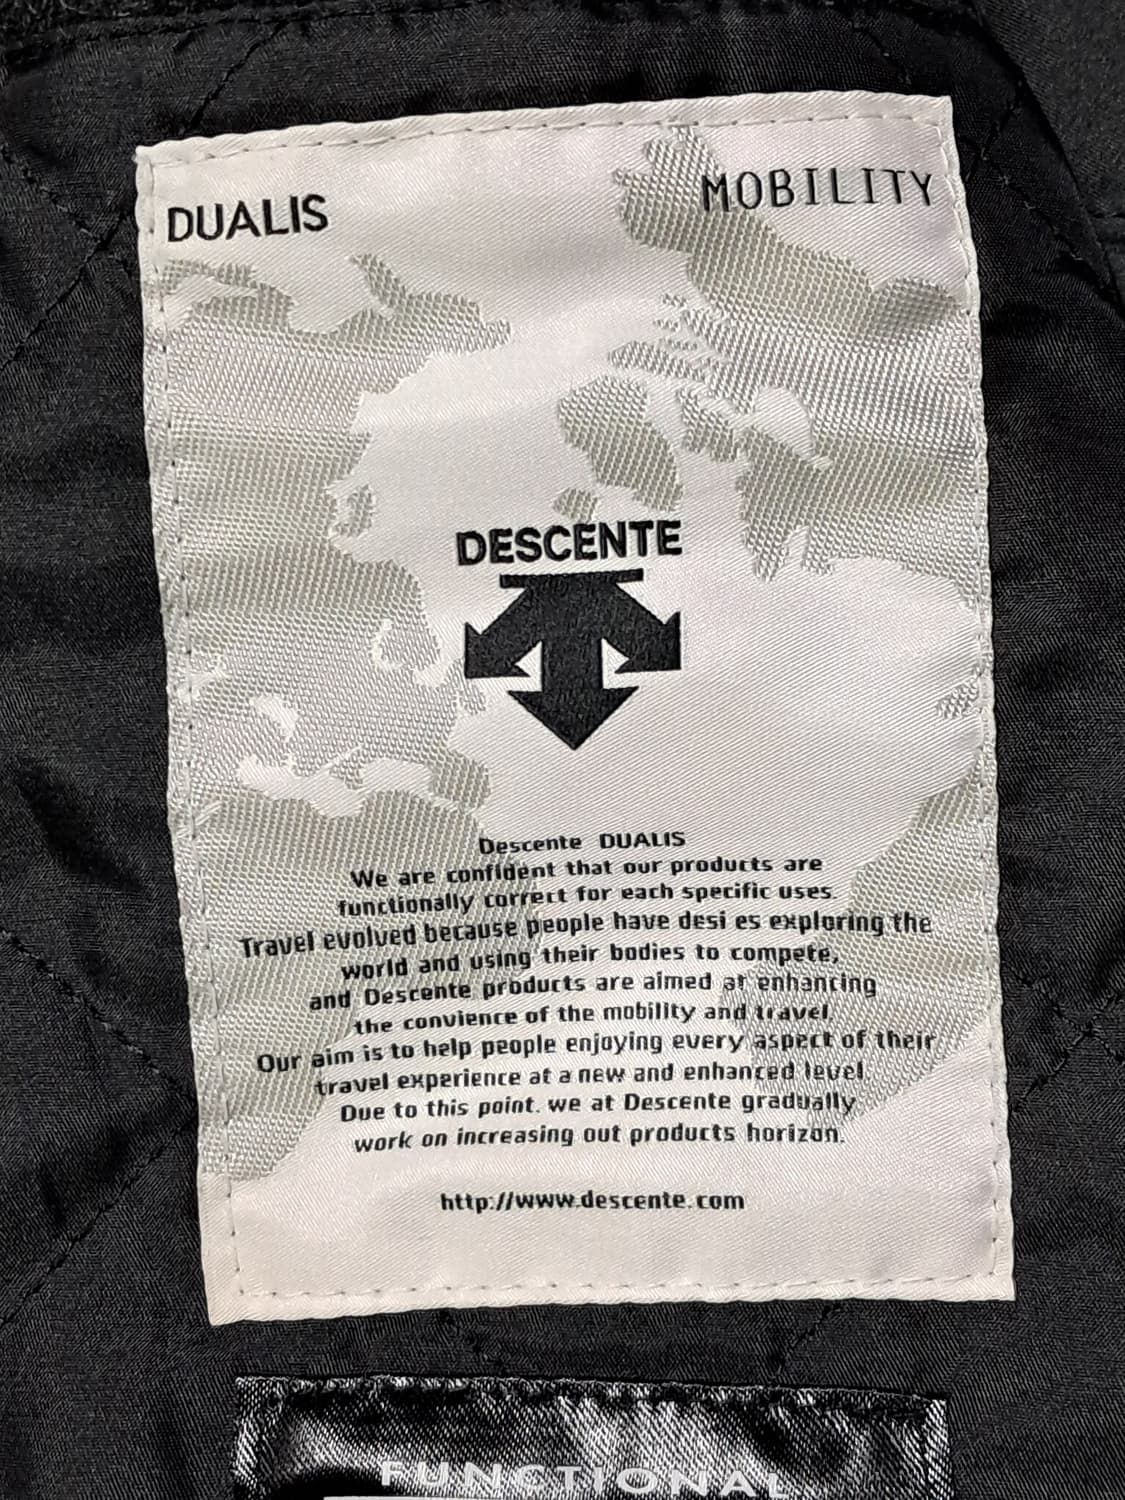 DUALIS
MOBILITY
DESCENTE
Descente DUALIS
We are confident that our products are
functionally correct for each specific uses.
Travel evolved because people have desi es exploring the
world and using their bodies to compete,
and Descente products are aimed at enhancing
the convience of the mobility and travel.
Our aim is to help people enjoying every aspect of their
travel experience at a new and enhanced level.
Due to this point. we at Descente gradually
work on increasing out products horizon.
http://www.descente.com
FUNCTIONAL